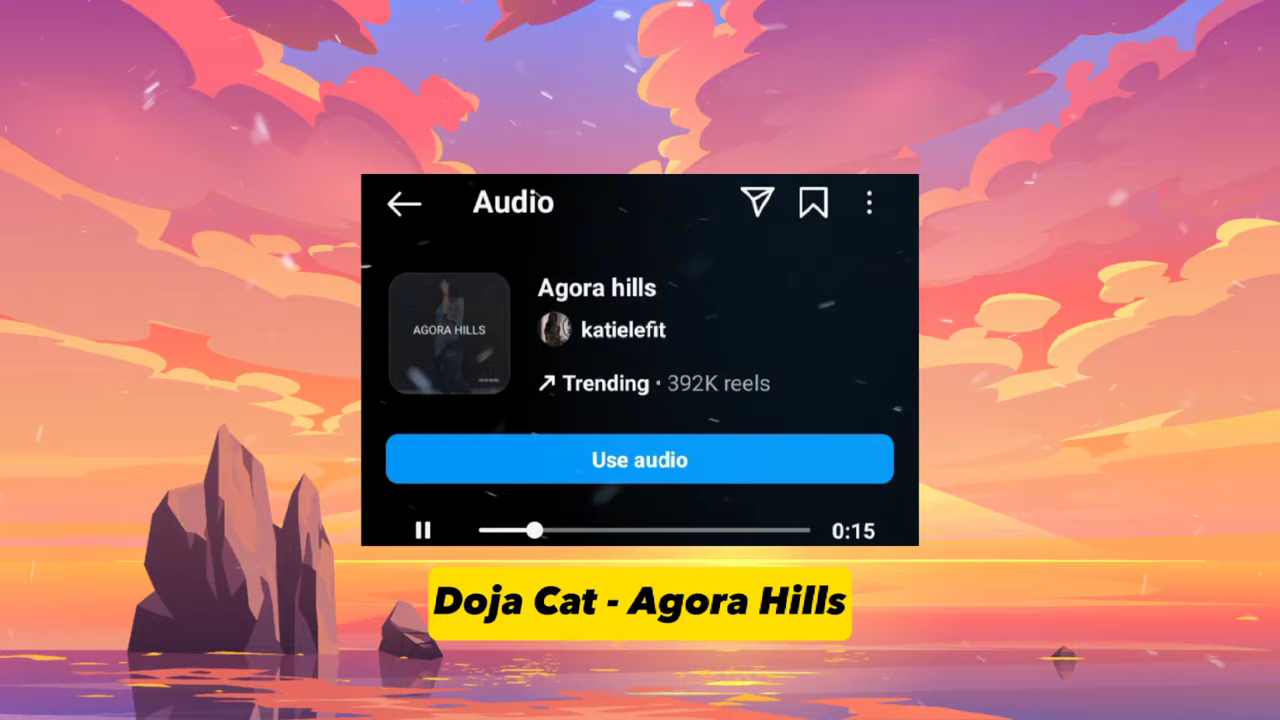 Audio
AGORA HILLS
Agora hills
katielefit
Trending • 392K reels
Use audio
0:15
Doja Cat - Agora Hills